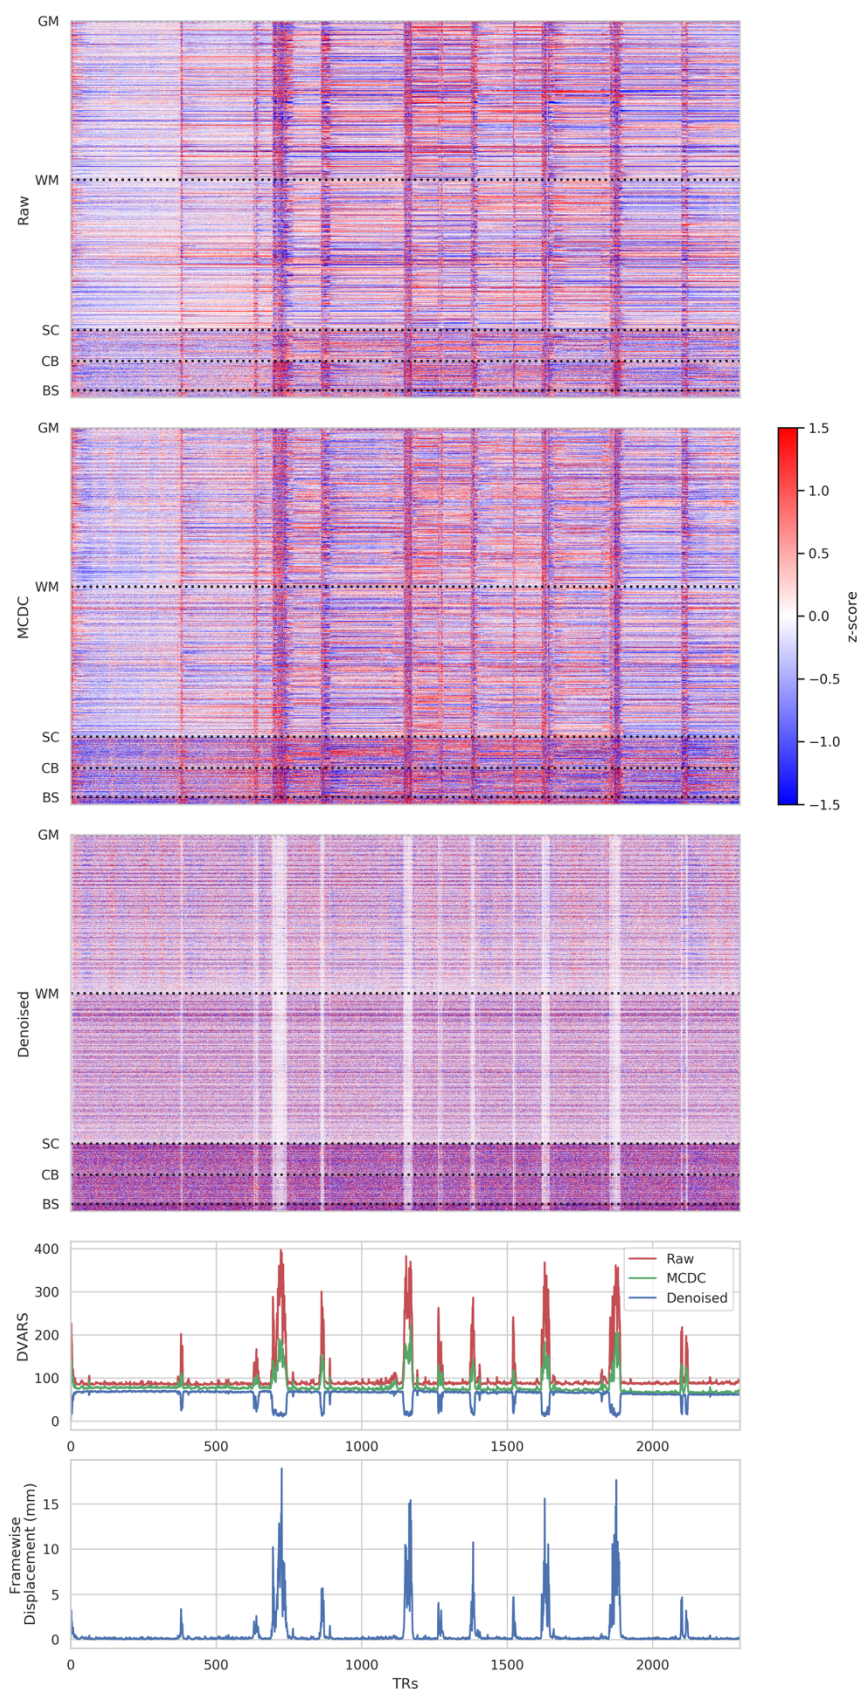 GM
WM
Raw
SC
CB
BS
GM
WM
MCDC
SC
CB
BS
1.5
1.0
0.5
0.0
−0.5
−1.0
−1.5
z-score
GM
WM
Denoised
SC
CB
BS
400
300
200
100
0
DVARS
Raw
MCDC
Denoised
0 500 1000 1500 2000
15
10
5
0
Framewise
Displacement (mm)
0 500 1000 1500 2000
TRs